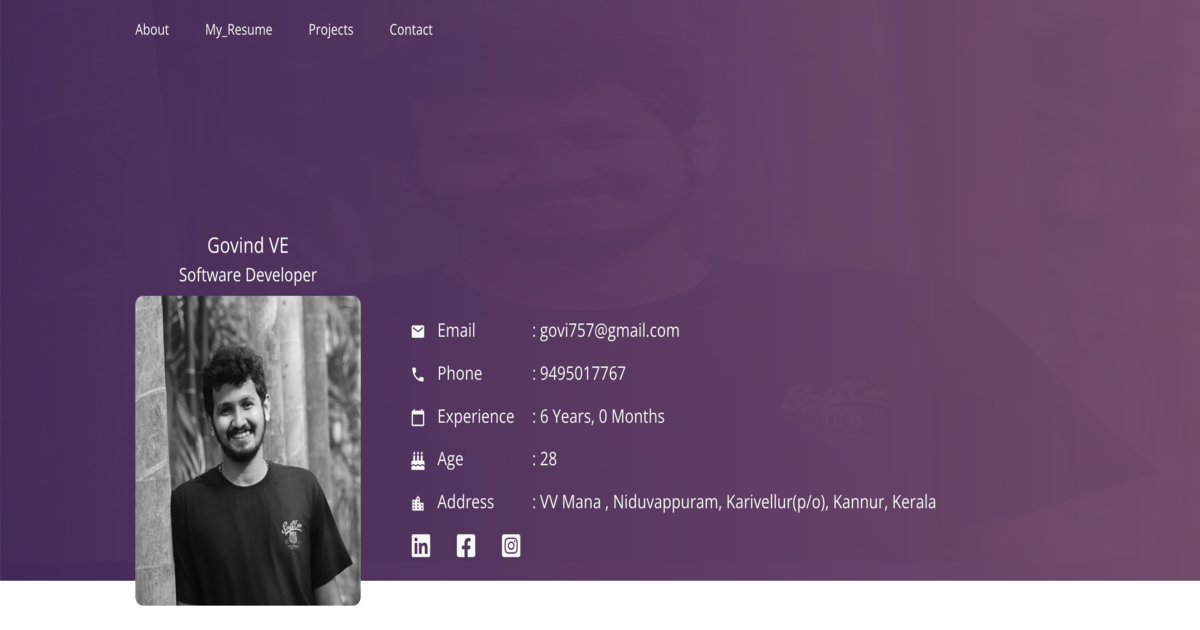 About My_Resume Projects Contact
Govind VE
Software Developer
Email : govi757@gmail.com
Phone : 9495017767
Experience : 6 Years, 0 Months
Age : 28
Address : VV Mana , Niduvappuram, Karivellur(p/o), Kannur, Kerala